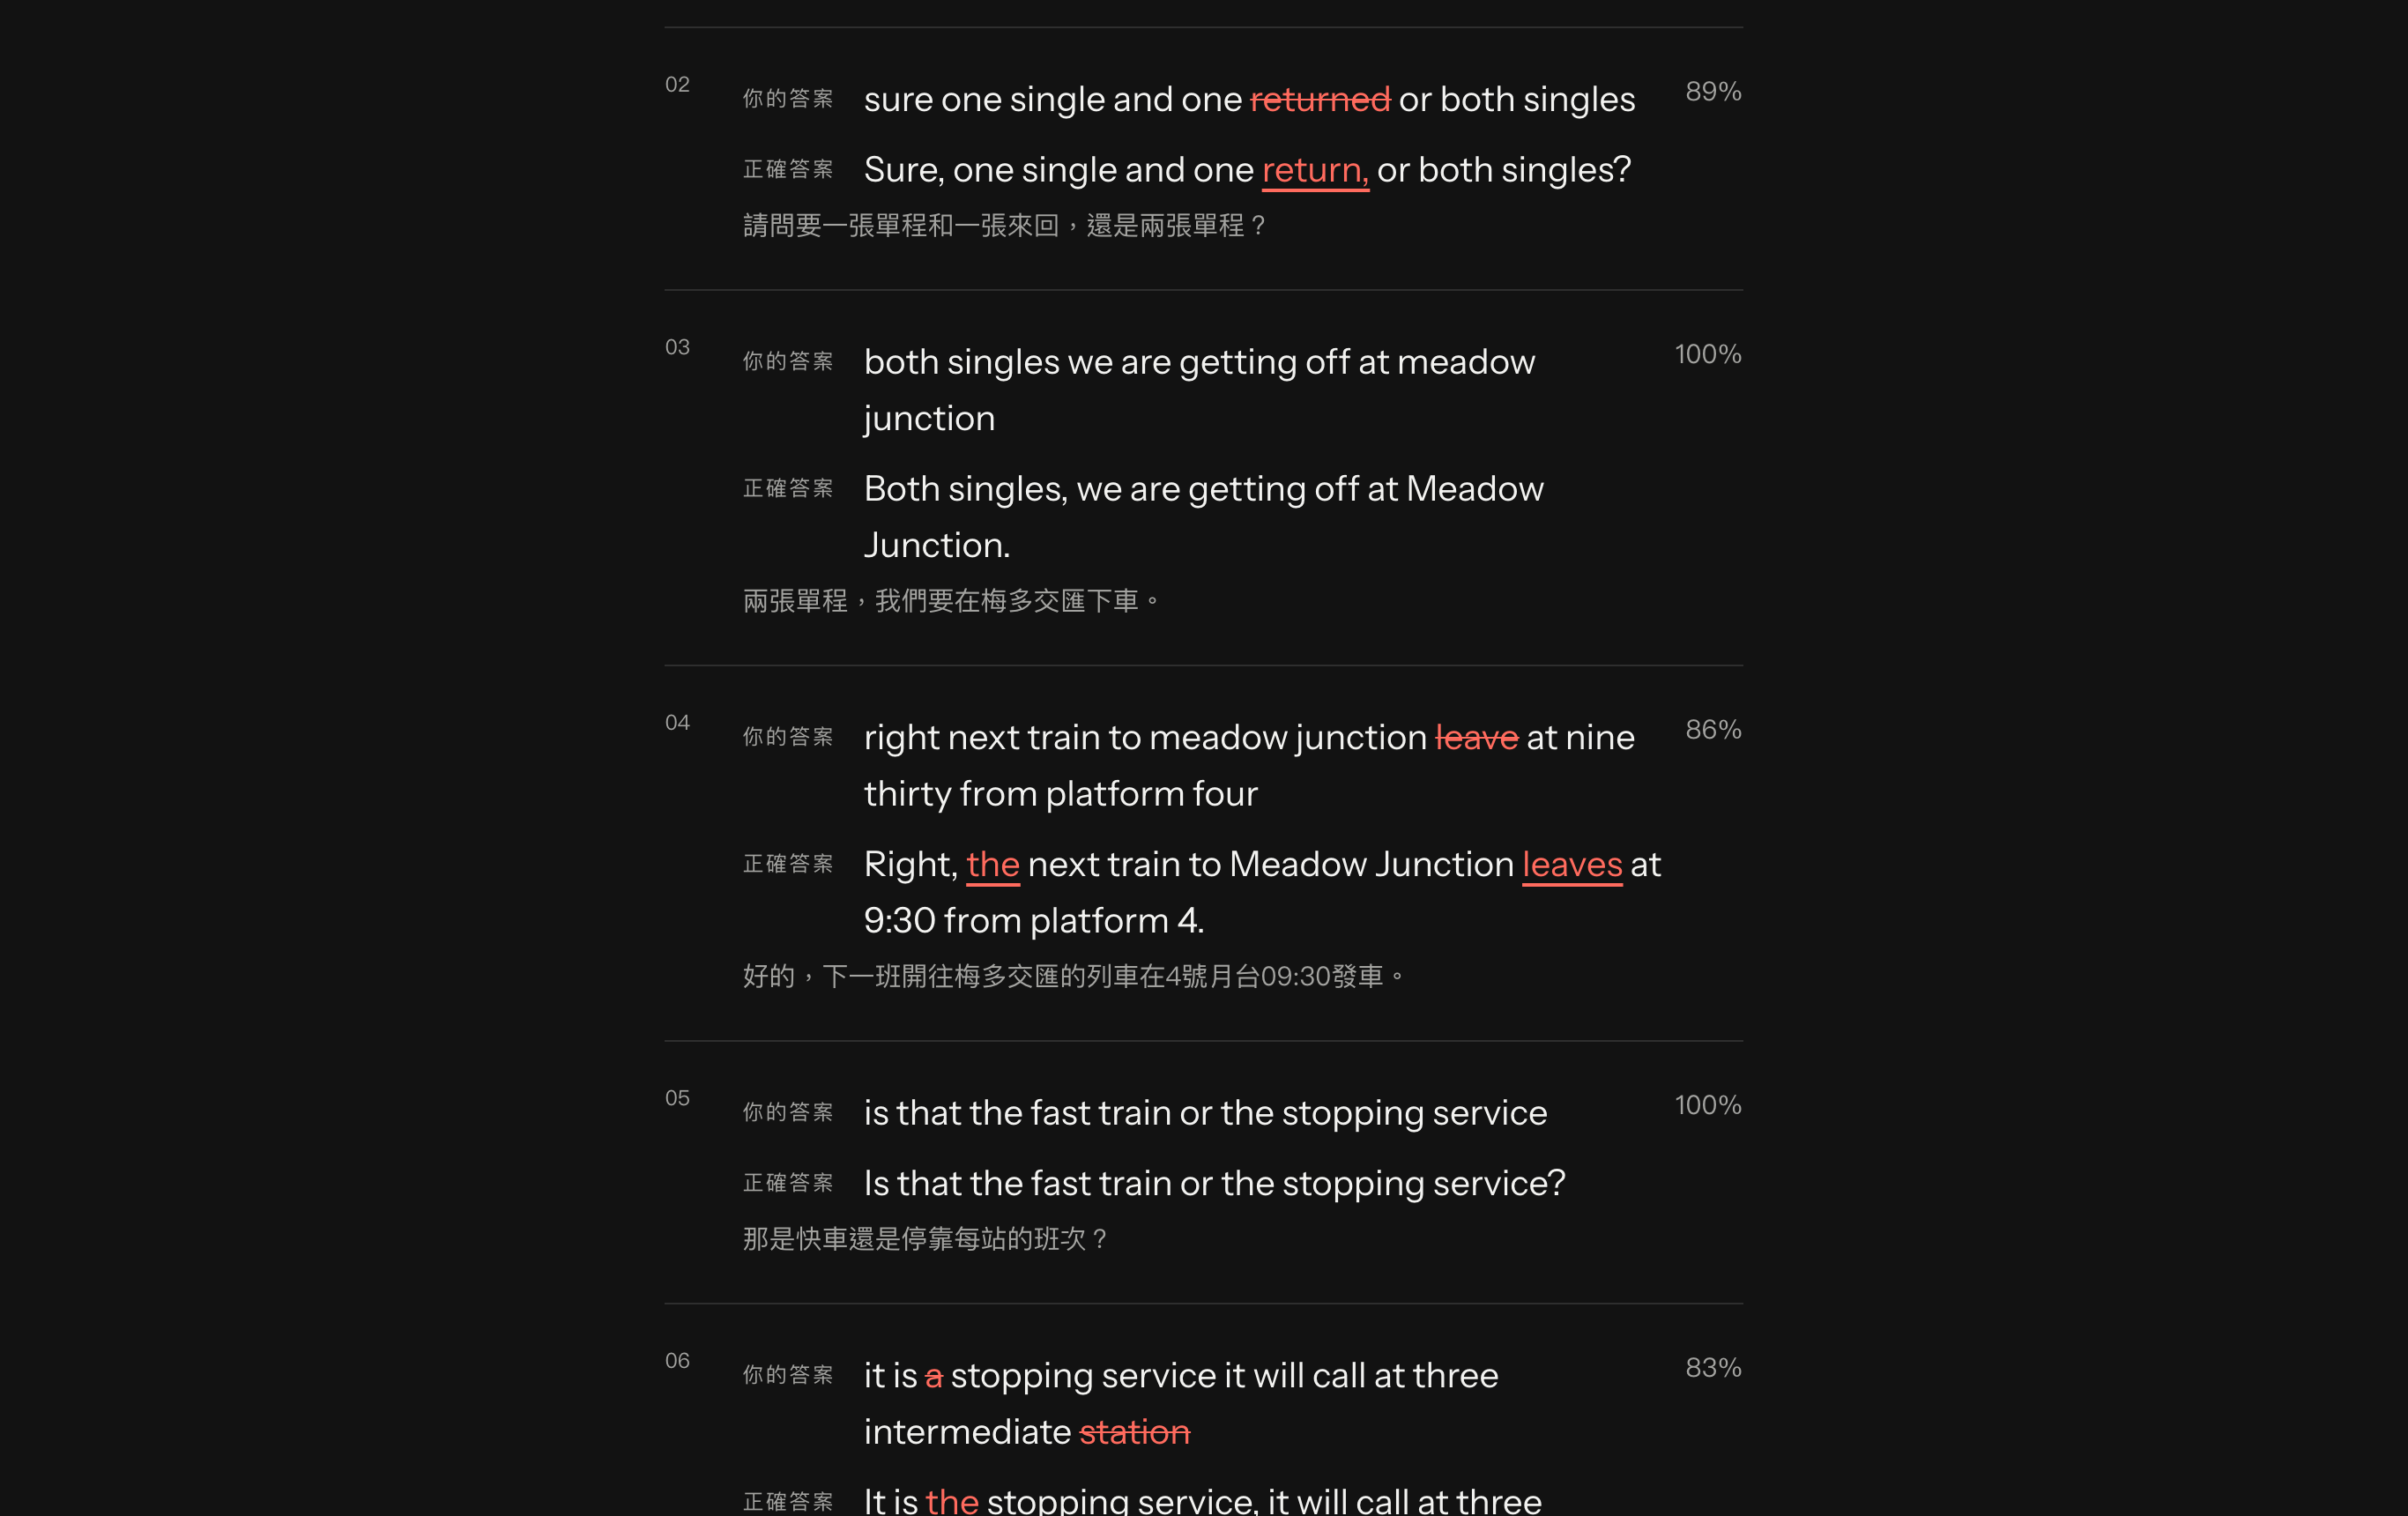 02
你的答案 sure one single and one returned or both singles 89%
正確答案 Sure, one single and one return, or both singles?
請問要一張單程和一張來回，還是兩張單程？
03
你的答案 both singles we are getting off at meadow 100%
junction
正確答案 Both singles, we are getting off at Meadow
Junction.
兩張單程，我們要在梅多交匯下車。
04
你的答案 right next train to meadow junction leave at nine 86%
thirty from platform four
正確答案 Right, the next train to Meadow Junction leaves at
9:30 from platform 4.
好的，下一班開往梅多交匯的列車在4號月台09:30發車。
05
你的答案 is that the fast train or the stopping service 100%
正確答案 Is that the fast train or the stopping service?
那是快車還是停靠每站的班次？
06
你的答案 it is a stopping service it will call at three 83%
intermediate station
正確答案 It is the stopping service, it will call at three